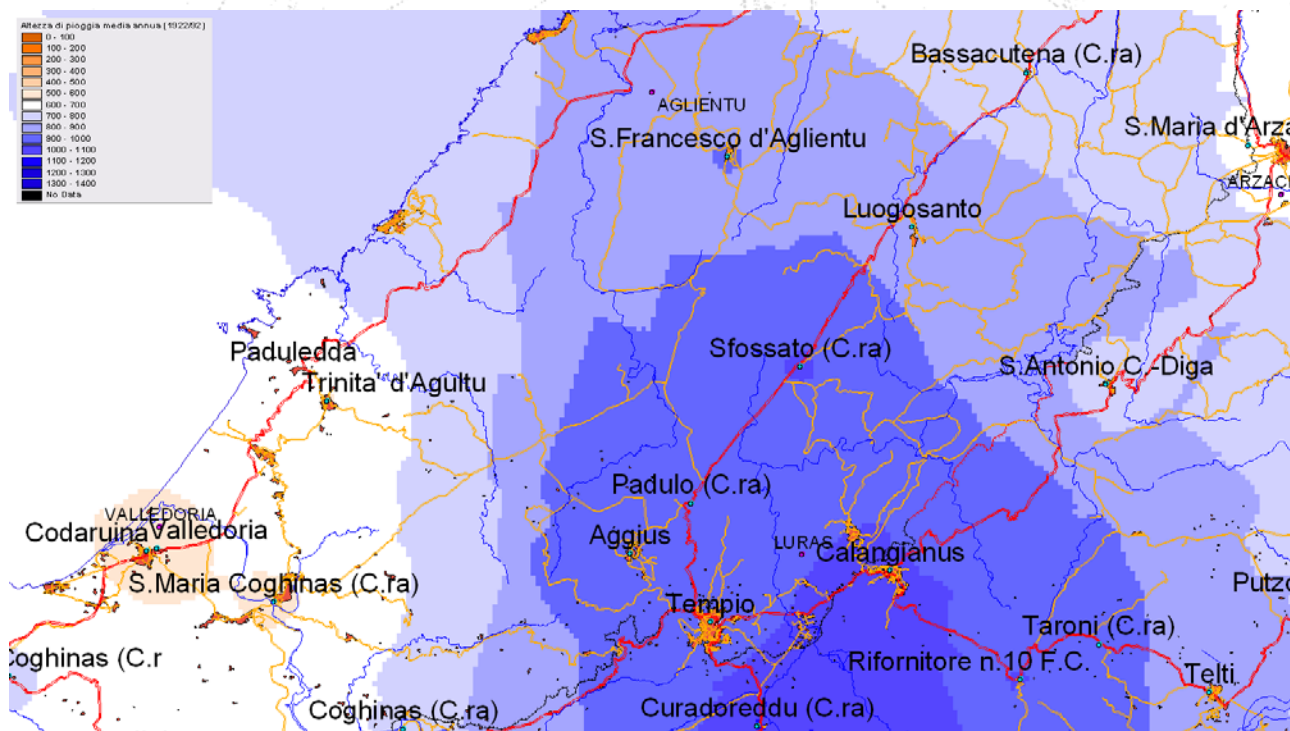 Altezza di pioggia media annua (1922/92)
0 - 100
100 - 200
200 - 300
300 - 400
400 - 500
500 - 600
600 - 700
700 - 800
800 - 900
900 - 1000
1000 - 1100
1100 - 1200
1200 - 1300
1300 - 1400
No Data
Bassacutena (C.ra)
AGLIENTU
S.Francesco d'Aglientu
S.Maria d'Arza
ARZACH
Luogosanto
Paduledda
Sfossato (C.ra)
S.Antonio C.-Diga
Trinita' d'Agultu
Padulo (C.ra)
VALLEDORIA
Codaruina
Valledoria
Aggius
LURAS
Calangianus
S.Maria Coghinas (C.ra)
Putzo
Tempio
Taroni (C.ra)
Coghinas (C.r
Rifornitore n.10 F.C.
Telti
Coghinas (C.ra)
Curadoreddu (C.ra)